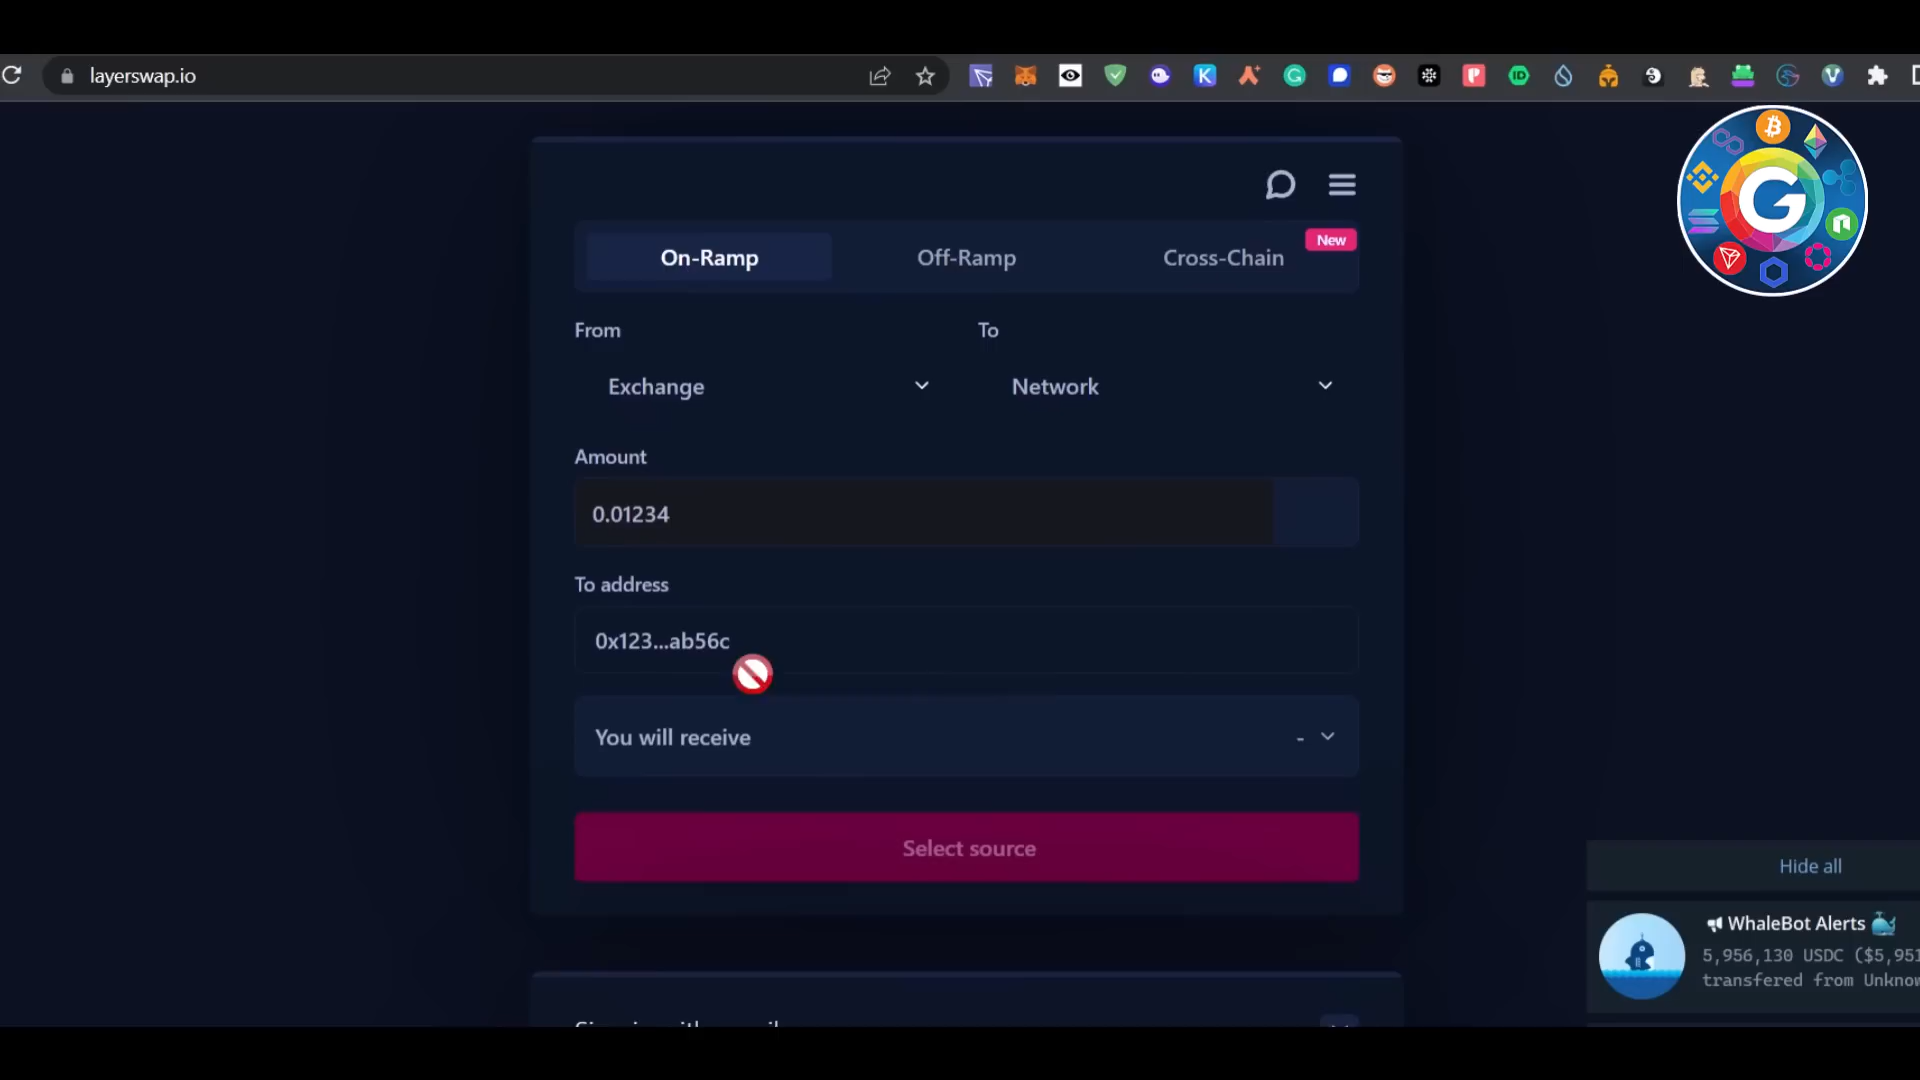 layerswap.io
New
On-Ramp
Off-Ramp
Cross-Chain
From
To
Exchange
Network
Amount
0.01234
To address
0x123...ab56c
You will receive
-
Select source
Hide all
WhaleBot Alerts
5,956,130 USDC ($5,951
transfered from Unknow